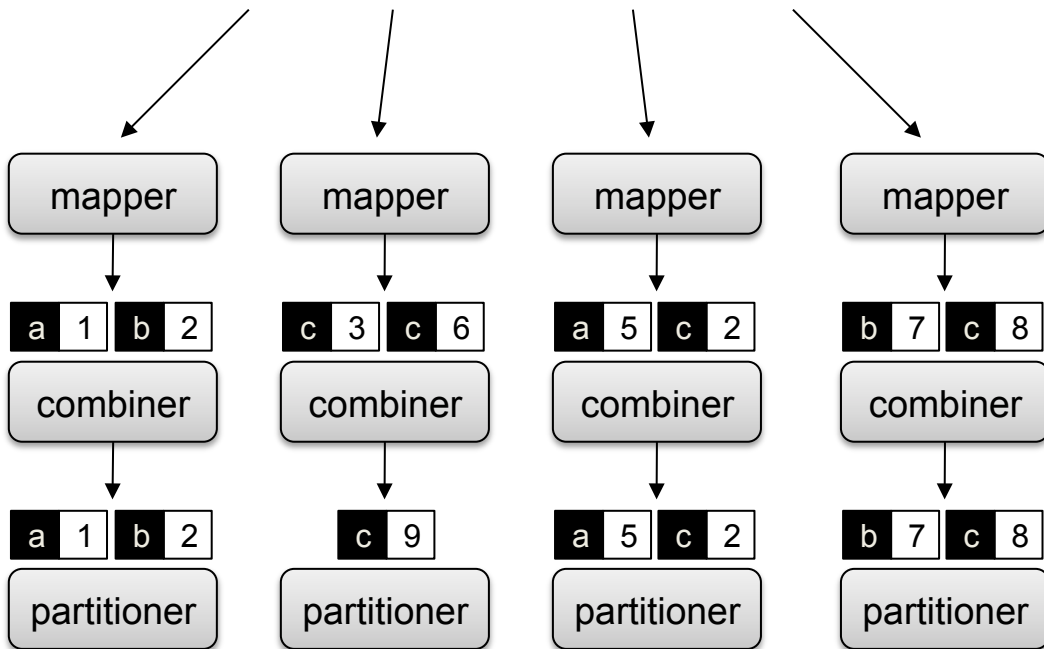 mapper mapper mapper mapper
a 1 b 2 c 3 c 6 a 5 c 2 b 7 c 8
combiner combiner combiner combiner
a 1 b 2 c 9 a 5 c 2 b 7 c 8
partitioner partitioner partitioner partitioner